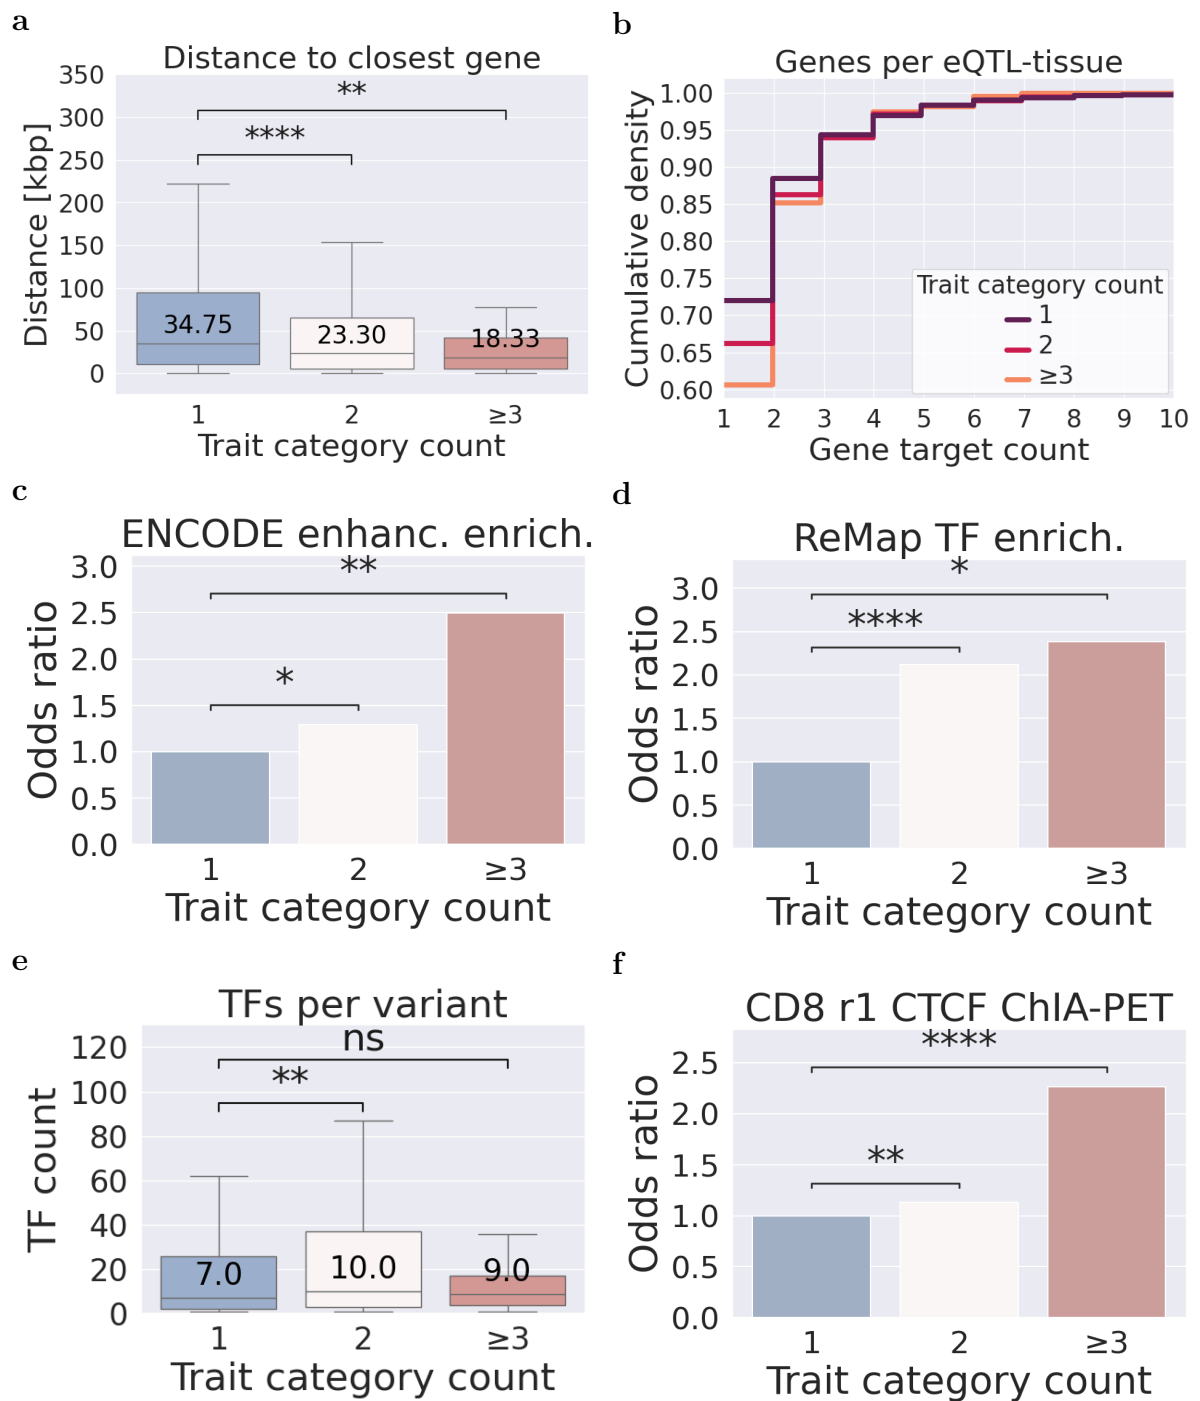 a
Distance to closest gene
350
300
250
200
150
100
50
0
Distance [kbp]
**
****
34.75
23.30
18.33
1
2
≥3
Trait category count
b
Genes per eQTL-tissue
1.00
0.95
0.90
0.85
0.80
0.75
0.70
0.65
0.60
Cumulative density
Trait category count
1
2
≥3
1 2 3 4 5 6 7 8 9 10
Gene target count
c
ENCODE enhanc. enrich.
3.0
2.5
2.0
1.5
1.0
0.5
0.0
Odds ratio
**
*
1
2
≥3
Trait category count
d
ReMap TF enrich.
3.0
2.5
2.0
1.5
1.0
0.5
0.0
Odds ratio
*
****
1
2
≥3
Trait category count
e
TFs per variant
120
100
80
60
40
20
0
TF count
ns
**
7.0
10.0
9.0
1
2
≥3
Trait category count
f
CD8 r1 CTCF ChIA-PET
2.5
2.0
1.5
1.0
0.5
0.0
Odds ratio
****
**
1
2
≥3
Trait category count